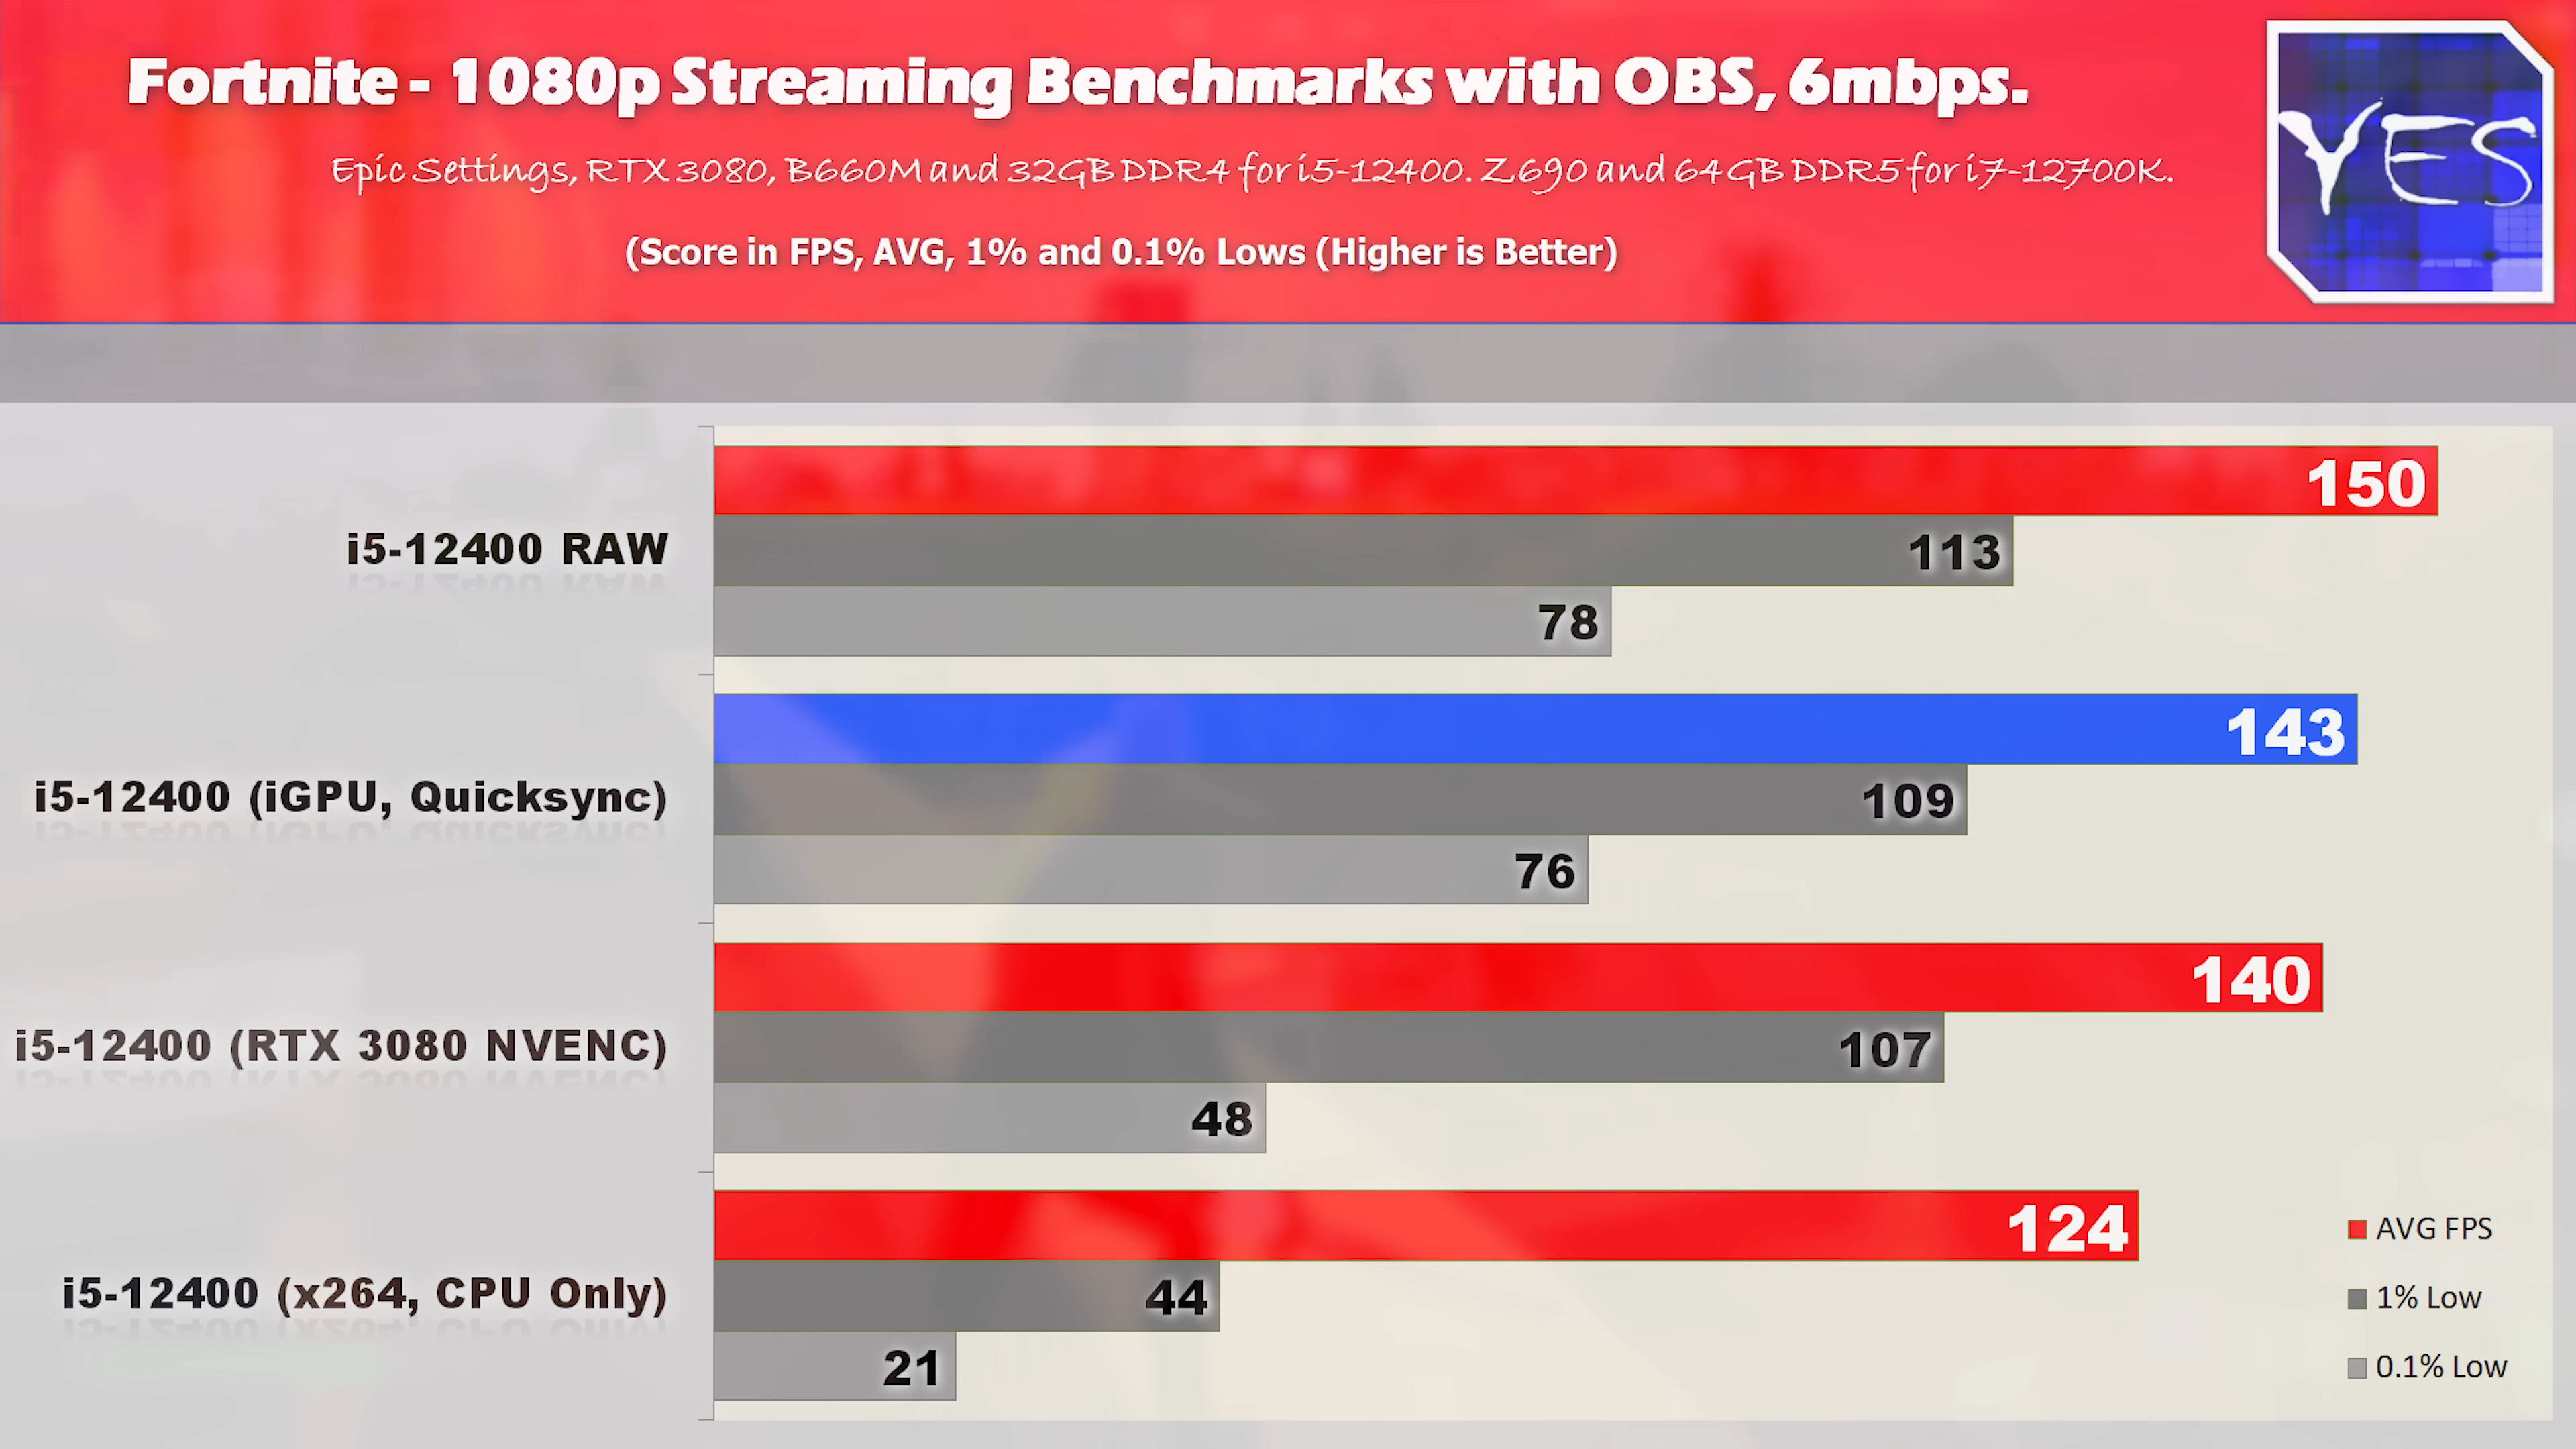 Fortnite - 1080p Streaming Benchmarks with OBS, 6mbps.
Epic Settings, RTX 3080, B660M and 32GB DDR4 for i5-12400. Z690 and 64GB DDR5 for i7-12700K.
(Score in FPS, AVG, 1% and 0.1% Lows (Higher is Better)
YES
i5-12400 RAW
150
113
78
i5-12400 (iGPU, Quicksync)
143
109
76
i5-12400 (RTX 3080 NVENC)
140
107
48
i5-12400 (x264, CPU Only)
124
44
21
AVG FPS
1% Low
0.1% Low